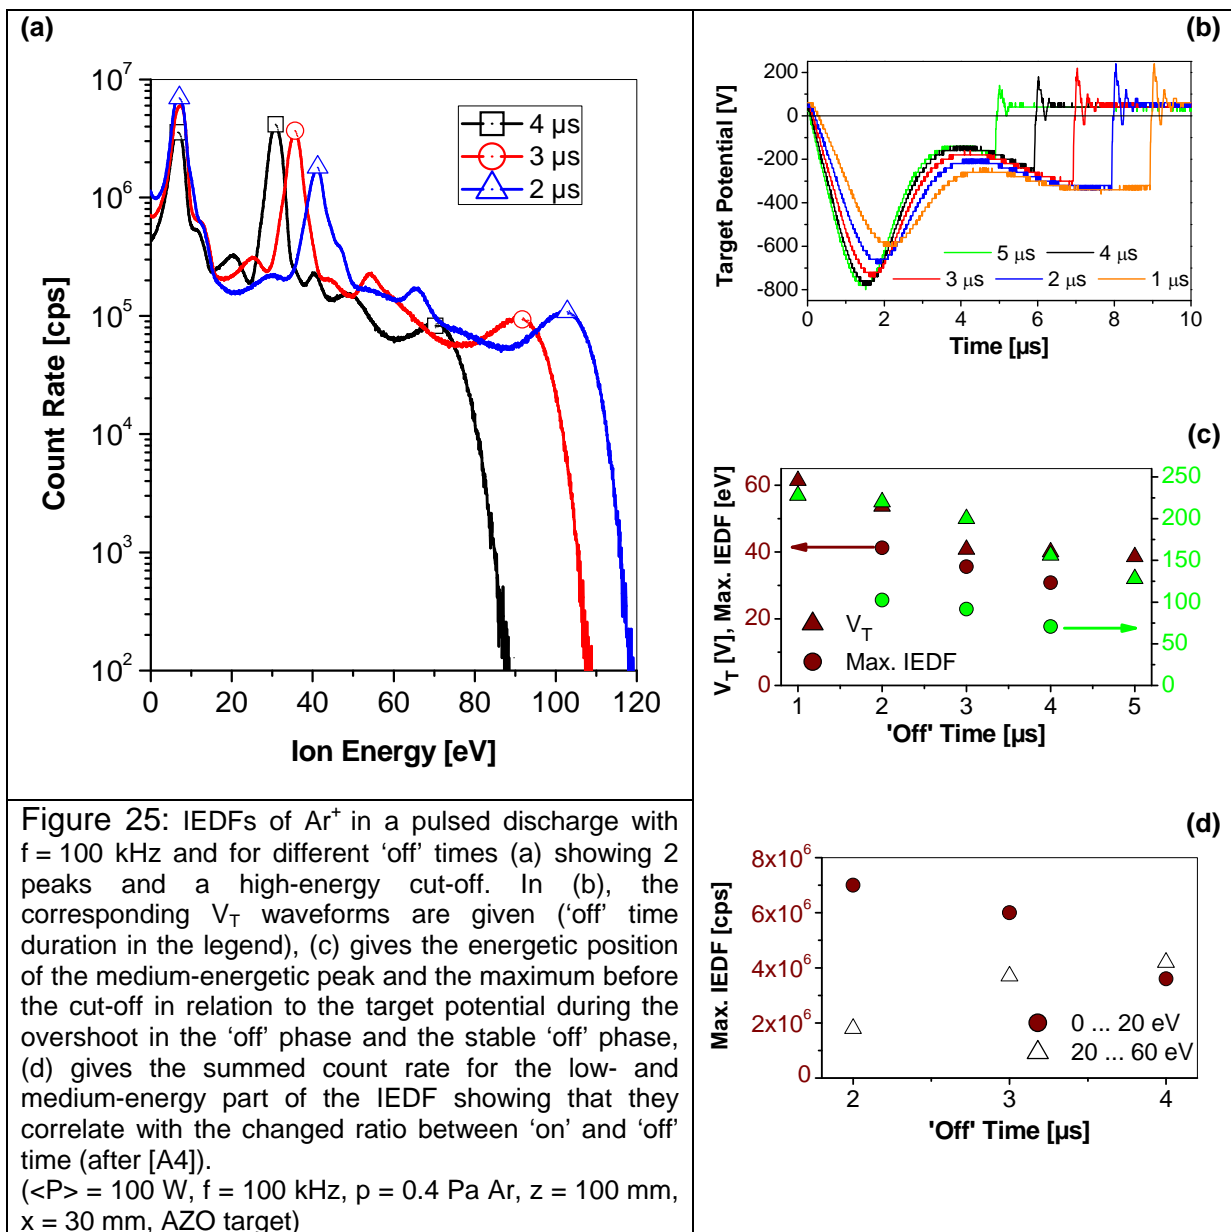 (a)
10^7
10^6
10^5
10^4
10^3
10^2
Count Rate [cps]
4 µs
3 µs
2 µs
0 20 40 60 80 100 120
Ion Energy [eV]
(b)
200
0
-200
-400
-600
-800
Target Potential [V]
5 µs 4 µs
3 µs 2 µs 1 µs
0 2 4 6 8 10
Time [µs]
(c)
60
40
20
0
V_T [V], Max. IEDF [eV]
250
200
150
100
50
0
V_T
Max. IEDF
1 2 3 4 5
'Off' Time [µs]
(d)
8x10^6
6x10^6
4x10^6
2x10^6
0
Max. IEDF [cps]
0 ... 20 eV
20 ... 60 eV
2 3 4
'Off' Time [µs]
Figure 25: IEDFs of Ar^+ in a pulsed discharge with
f = 100 kHz and for different ‘off’ times (a) showing 2
peaks and a high-energy cut-off. In (b), the
corresponding V_T waveforms are given (‘off’ time
duration in the legend), (c) gives the energetic position
of the medium-energetic peak and the maximum before
the cut-off in relation to the target potential during the
overshoot in the ‘off’ phase and the stable ‘off’ phase,
(d) gives the summed count rate for the low- and
medium-energy part of the IEDF showing that they
correlate with the changed ratio between ‘on’ and ‘off’
time (after [A4]).
(<P> = 100 W, f = 100 kHz, p = 0.4 Pa Ar, z = 100 mm,
x = 30 mm, AZO target)